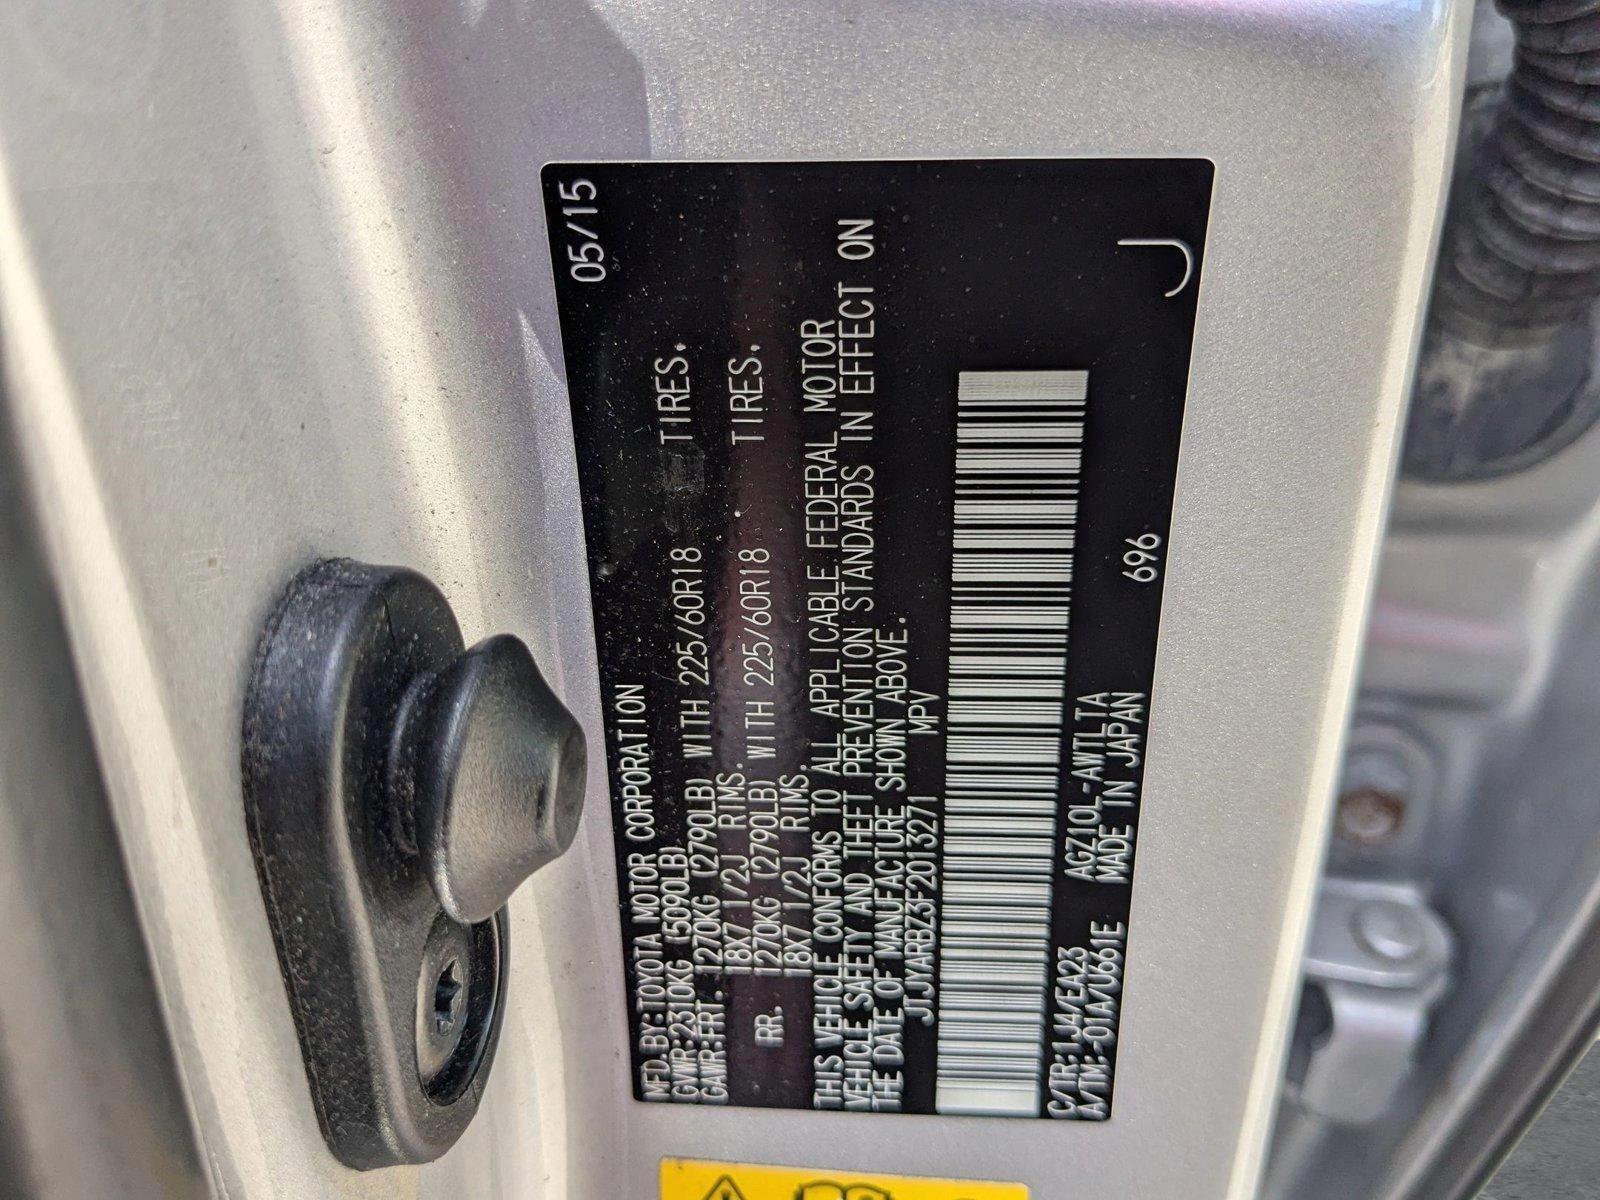 MFD.BY:TOYOTA MOTOR CORPORATION 05/15
GVWR:2310KG (5090LB)
GAWR:FRT. 1270KG (2790LB) WITH 225/60R18 TIRES.
18X7 1/2J RIMS.
RR. 1270KG (2790LB) WITH 225/60R18 TIRES.
18X7 1/2J RIMS.
THIS VEHICLE CONFORMS TO ALL APPLICABLE FEDERAL MOTOR
VEHICLE SAFETY AND THEFT PREVENTION STANDARDS IN EFFECT ON
THE DATE OF MANUFACTURE SHOWN ABOVE.
JTJYARBZ3F2013271 MPV
C/TR:1J4/EA23 AGZ10L-AWTLTA 696 J
A/TM:-01A/U661E MADE IN JAPAN